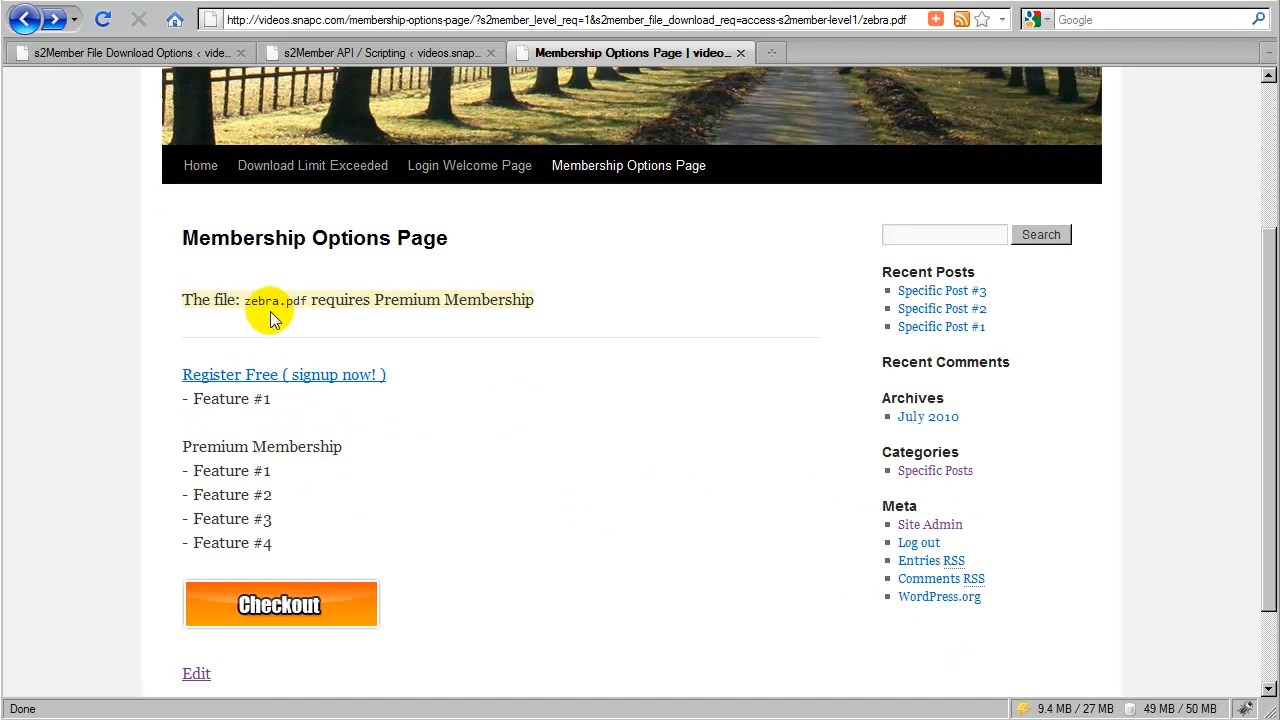 http://videos.snapc.com/membership-options-page/?s2member_level_req=1&s2member_file_download_req=access-s2member-level1/zebra.pdf
Google
s2Member File Download Options ‹ vide...
s2Member API / Scripting ‹ videos.snap...
Membership Options Page | video...
Home
Download Limit Exceeded
Login Welcome Page
Membership Options Page
Membership Options Page
The file: zebra.pdf requires Premium Membership
Register Free ( signup now! )
- Feature #1
Premium Membership
- Feature #1
- Feature #2
- Feature #3
- Feature #4
Checkout
Edit
Search
Recent Posts
Specific Post #3
Specific Post #2
Specific Post #1
Recent Comments
Archives
July 2010
Categories
Specific Posts
Meta
Site Admin
Log out
Entries RSS
Comments RSS
WordPress.org
Done
9.4 MB / 27 MB
49 MB / 50 MB